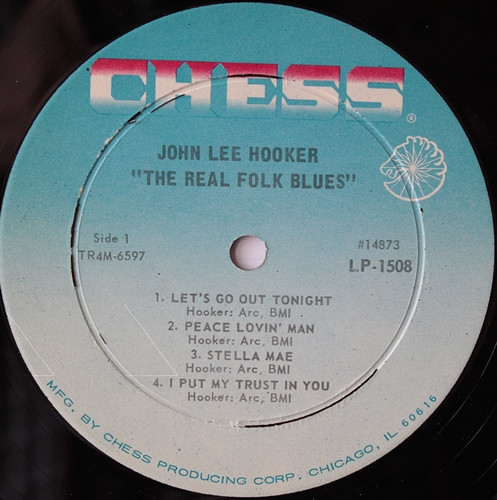 CHESS
®
JOHN LEE HOOKER
"THE REAL FOLK BLUES"
Side 1
TR4M-6597
#14873
LP-1508
1. LET'S GO OUT TONIGHT
Hooker: Arc, BMI
2. PEACE LOVIN' MAN
Hooker: Arc, BMI
3. STELLA MAE
Hooker: Arc, BMI
4. I PUT MY TRUST IN YOU
Hooker: Arc, BMI
MFG. BY CHESS PRODUCING CORP. CHICAGO, IL 60616